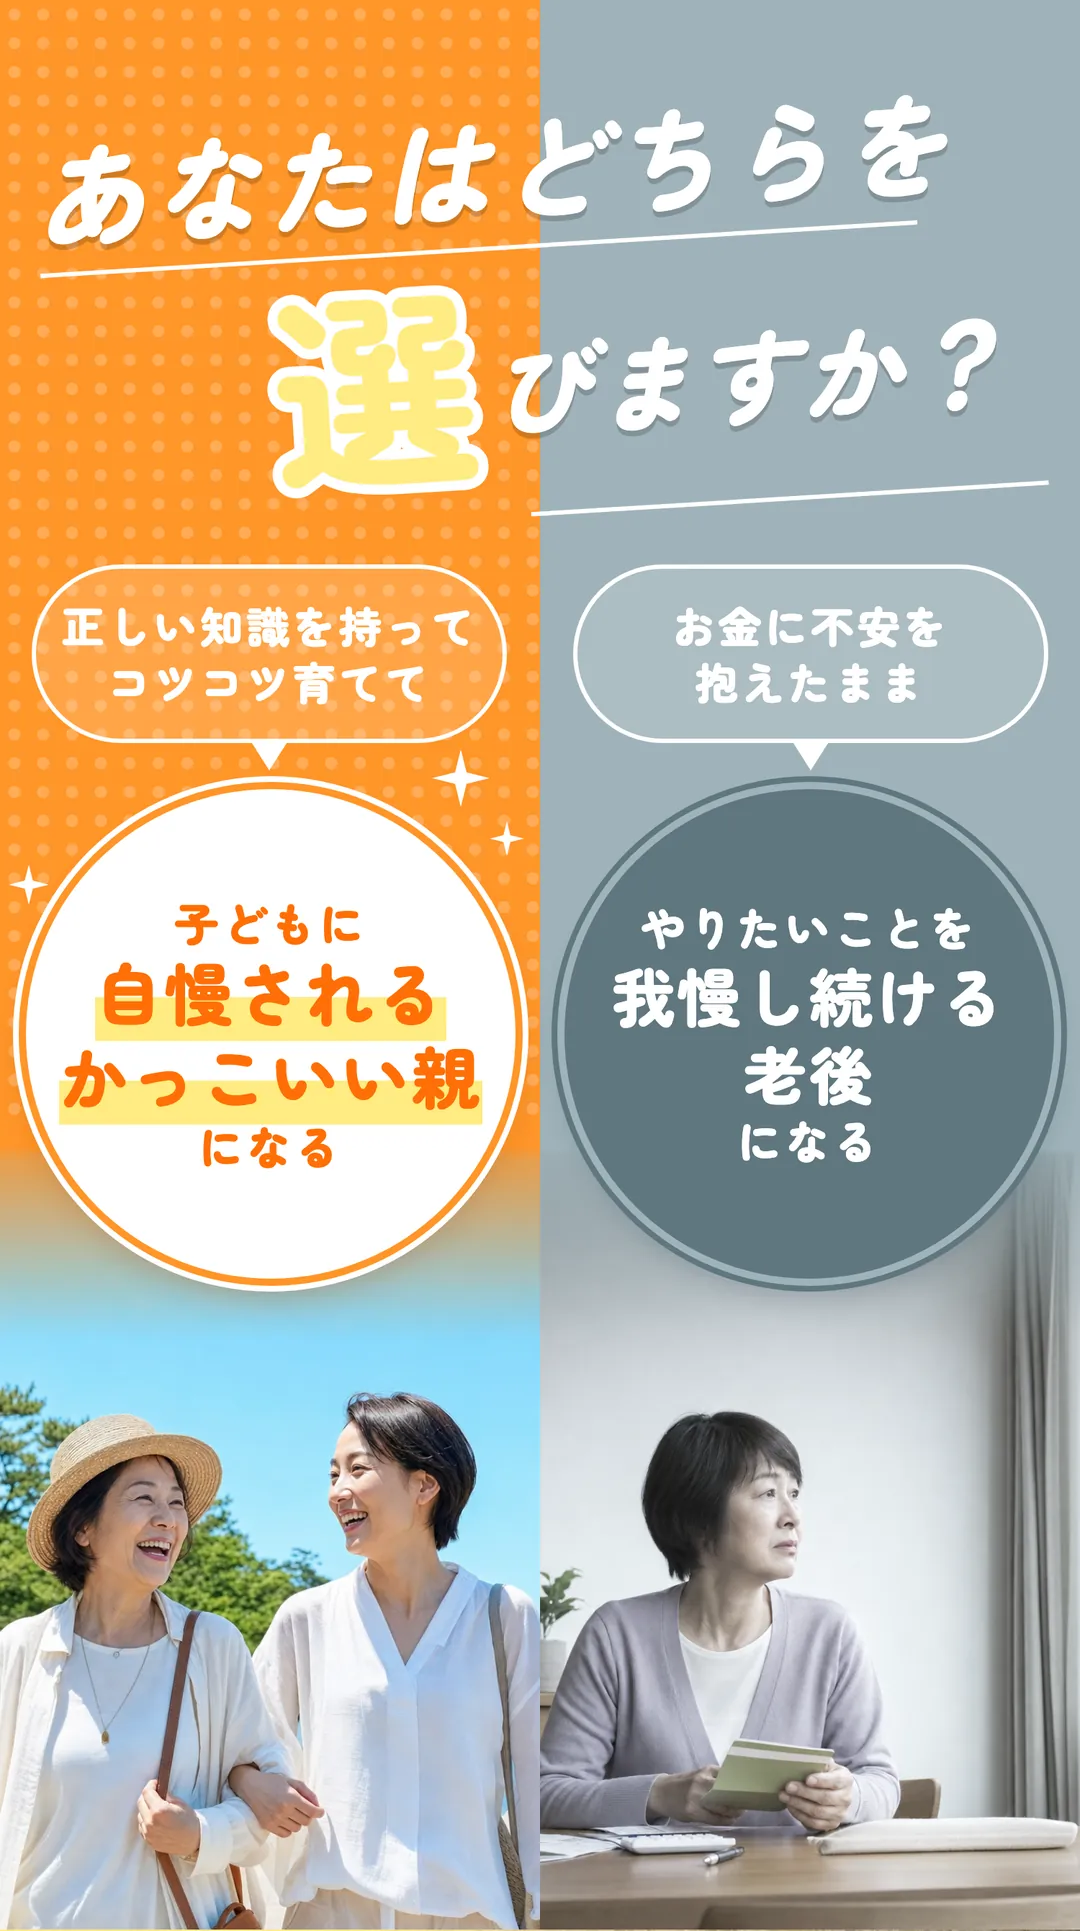 あなたはどちらを
選びますか？
正しい知識を持って
コツコツ育てて
お金に不安を
抱えたまま
子どもに
自慢される
かっこいい親
になる
やりたいことを
我慢し続ける
老後
になる